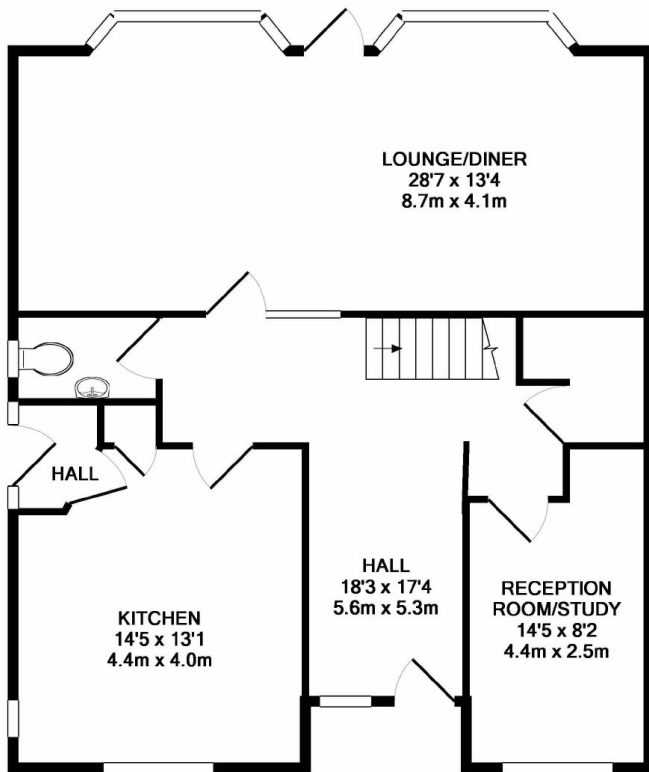 LOUNGE/DINER
28'7 x 13'4
8.7m x 4.1m
HALL
KITCHEN
14'5 x 13'1
4.4m x 4.0m
HALL
18'3 x 17'4
5.6m x 5.3m
RECEPTION
ROOM/STUDY
14'5 x 8'2
4.4m x 2.5m